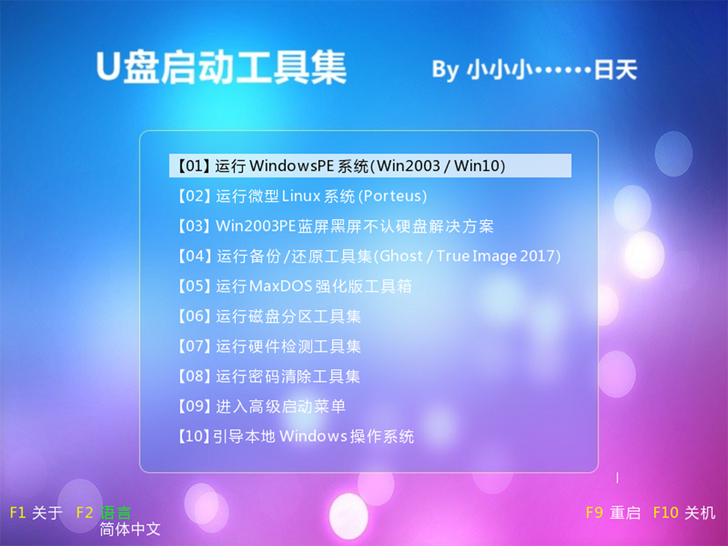 U盘启动工具集
By 小小小······日天
【01】运行 WindowsPE 系统(Win2003 / Win10)
【02】运行微型 Linux 系统 (Porteus)
【03】Win2003PE蓝屏黑屏不认硬盘解决方案
【04】运行备份/还原工具集(Ghost / True Image 2017)
【05】运行 MaxDOS 强化版工具箱
【06】运行磁盘分区工具集
【07】运行硬件检测工具集
【08】运行密码清除工具集
【09】进入高级启动菜单
【10】引导本地 Windows 操作系统
F1 关于 F2 语言 F9 重启 F10 关机
简体中文